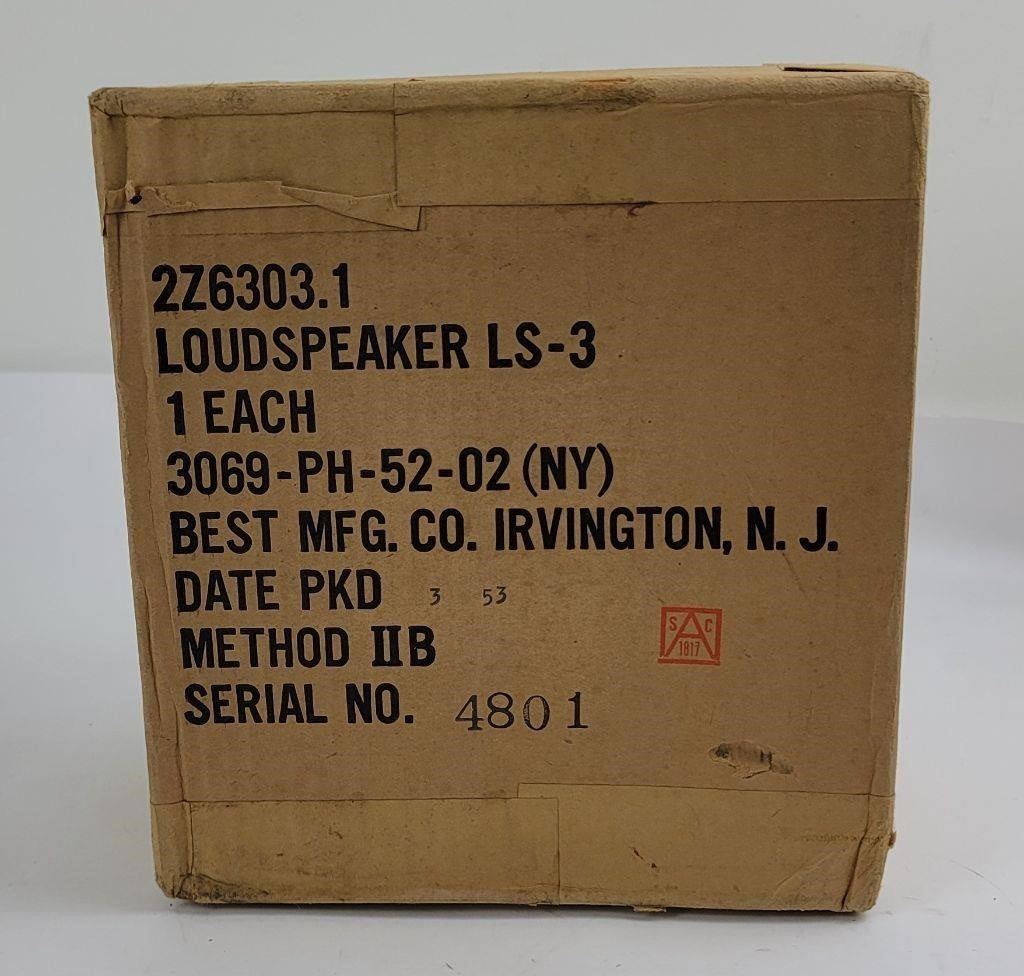 2Z6303.1
LOUDSPEAKER LS-3
1 EACH
3069-PH-52-02 (NY)
BEST MFG. CO. IRVINGTON, N. J.
DATE PKD 3 53
METHOD IIB
SERIAL NO. 4801
S A C
1817